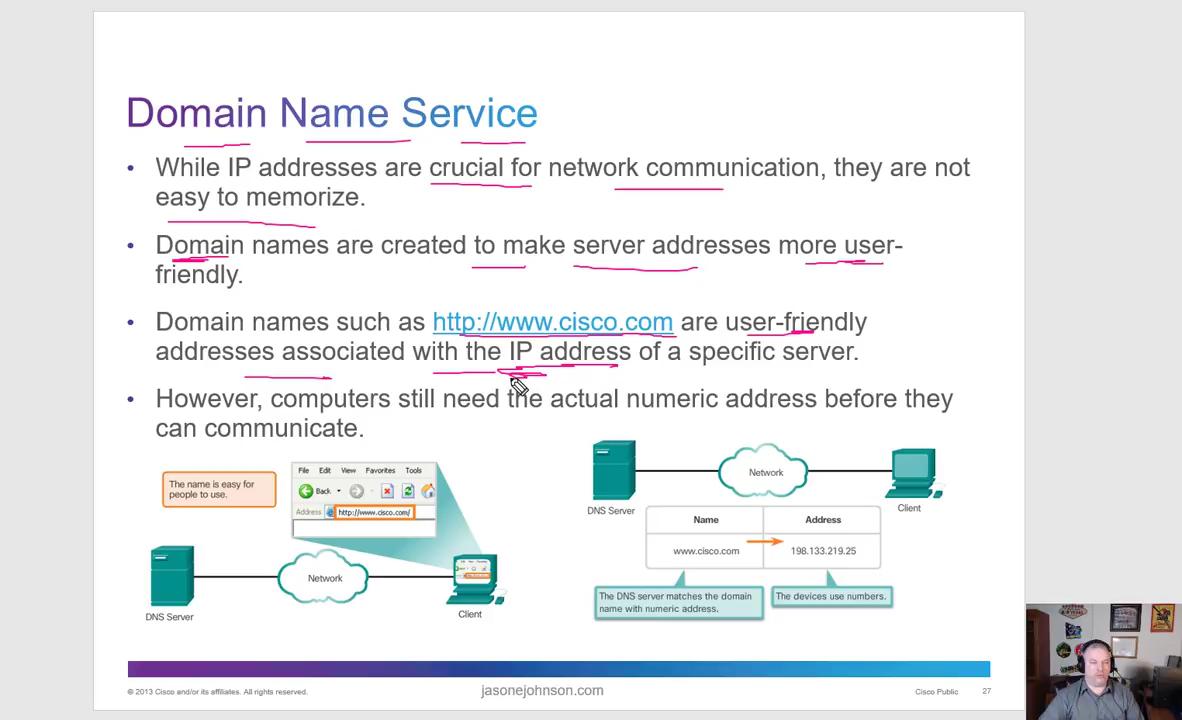 Domain Name Service
• While IP addresses are crucial for network communication, they are not
easy to memorize.
• Domain names are created to make server addresses more user-
friendly.
• Domain names such as http://www.cisco.com are user-friendly
addresses associated with the IP address of a specific server.
• However, computers still need the actual numeric address before they
can communicate.
The name is easy for
people to use.
File Edit View Favorites Tools
Back
Address http://www.cisco.com/
Network
DNS Server
Client
Network
DNS Server
Client
Name Address
www.cisco.com 198.133.219.25
The DNS server matches the domain
name with numeric address.
The devices use numbers.
© 2013 Cisco and/or its affiliates. All rights reserved.
jasonejohnson.com
Cisco Public
27